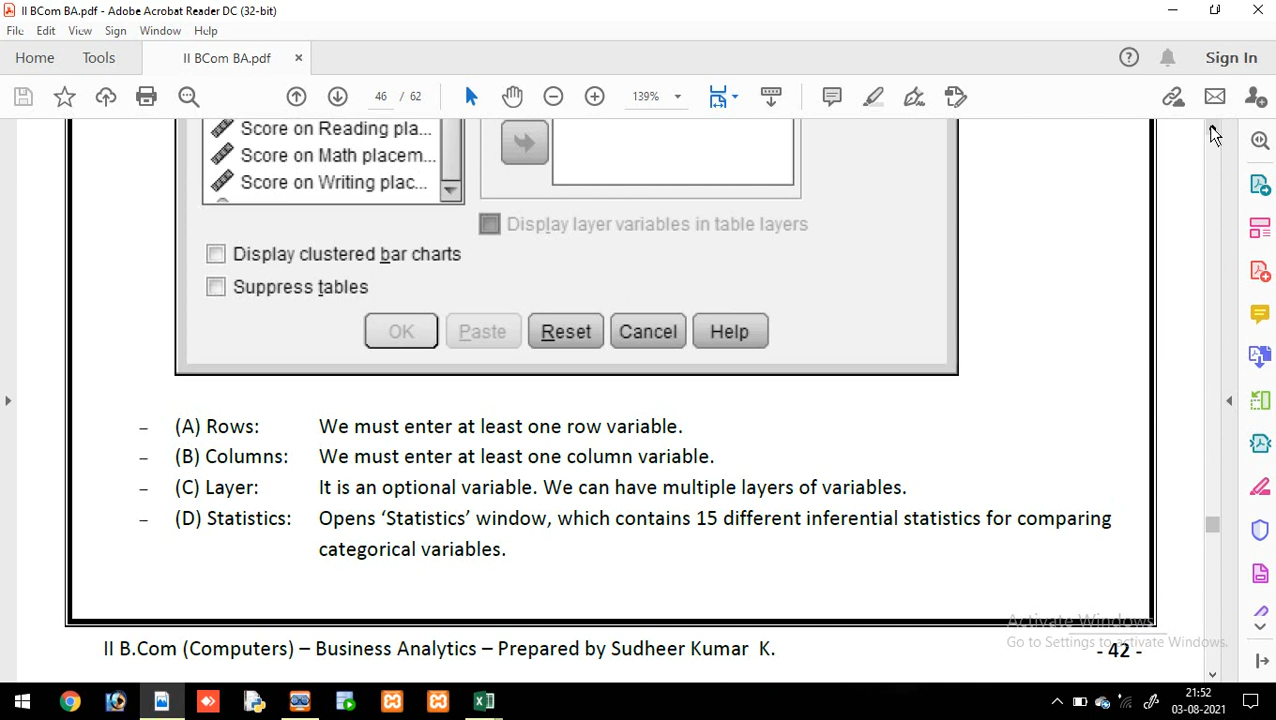 II BCom BA.pdf - Adobe Acrobat Reader DC (32-bit)
File Edit View Sign Window Help
Home Tools II BCom BA.pdf × Sign In
46 / 62 139%
Score on Reading pla...
Score on Math placem...
Score on Writing plac...
Display layer variables in table layers
Display clustered bar charts
Suppress tables
OK Paste Reset Cancel Help
– (A) Rows: We must enter at least one row variable.
– (B) Columns: We must enter at least one column variable.
– (C) Layer: It is an optional variable. We can have multiple layers of variables.
– (D) Statistics: Opens ‘Statistics’ window, which contains 15 different inferential statistics for comparing
categorical variables.
Activate Windows
Go to Settings to activate Windows.
II B.Com (Computers) – Business Analytics – Prepared by Sudheer Kumar K. - 42 -
21:52
03-08-2021